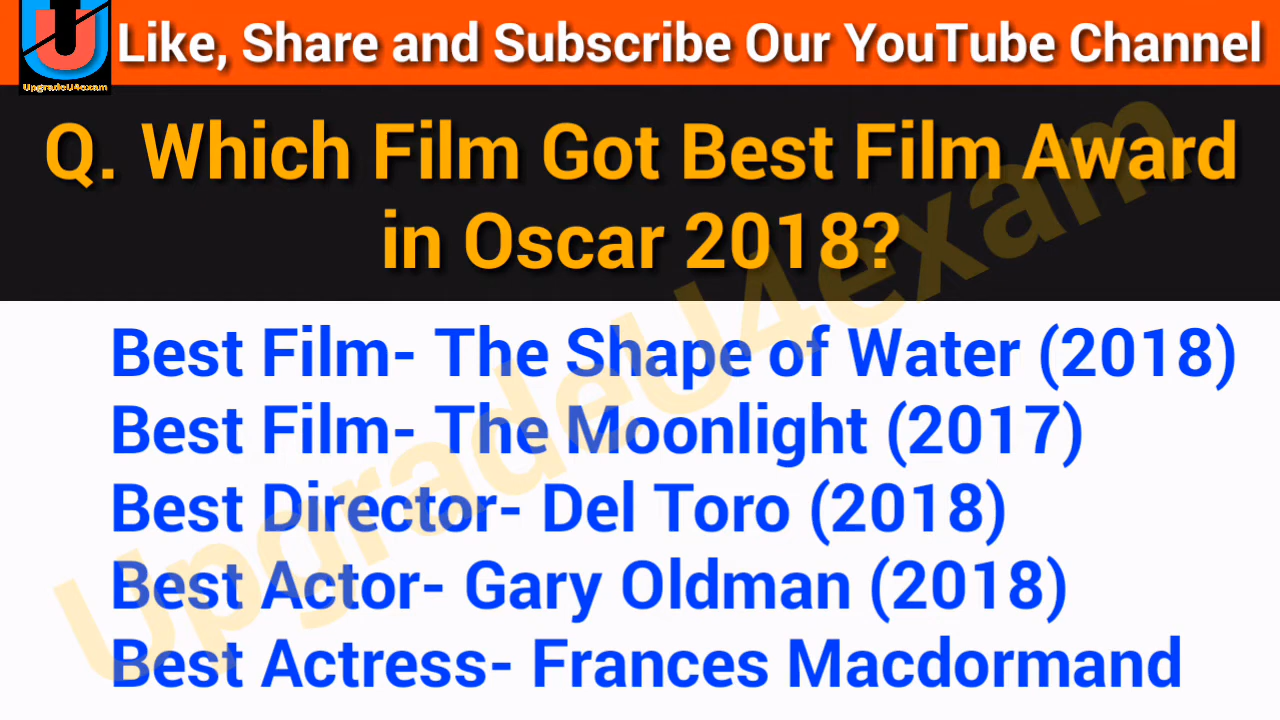 Like, Share and Subscribe Our YouTube Channel
UpgradeU4exam
Q. Which Film Got Best Film Award
in Oscar 2018?
Best Film- The Shape of Water (2018)
Best Film- The Moonlight (2017)
Best Director- Del Toro (2018)
Best Actor- Gary Oldman (2018)
Best Actress- Frances Macdormand
UpgradeU4exam